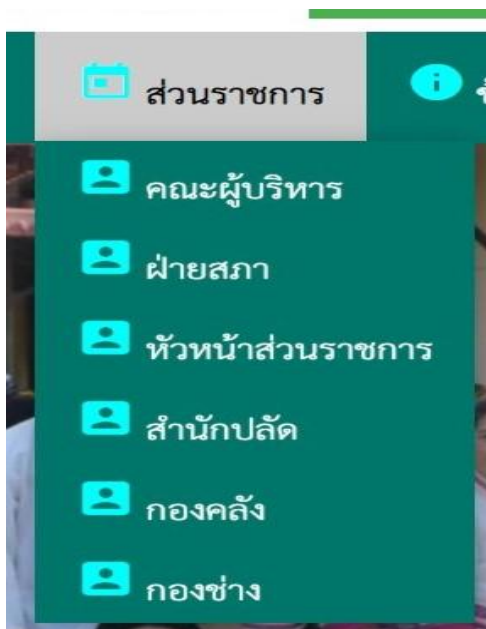 ส่วนราชการ
คณะผู้บริหาร
ฝ่ายสภา
หัวหน้าส่วนราชการ
สำนักปลัด
กองคลัง
กองช่าง